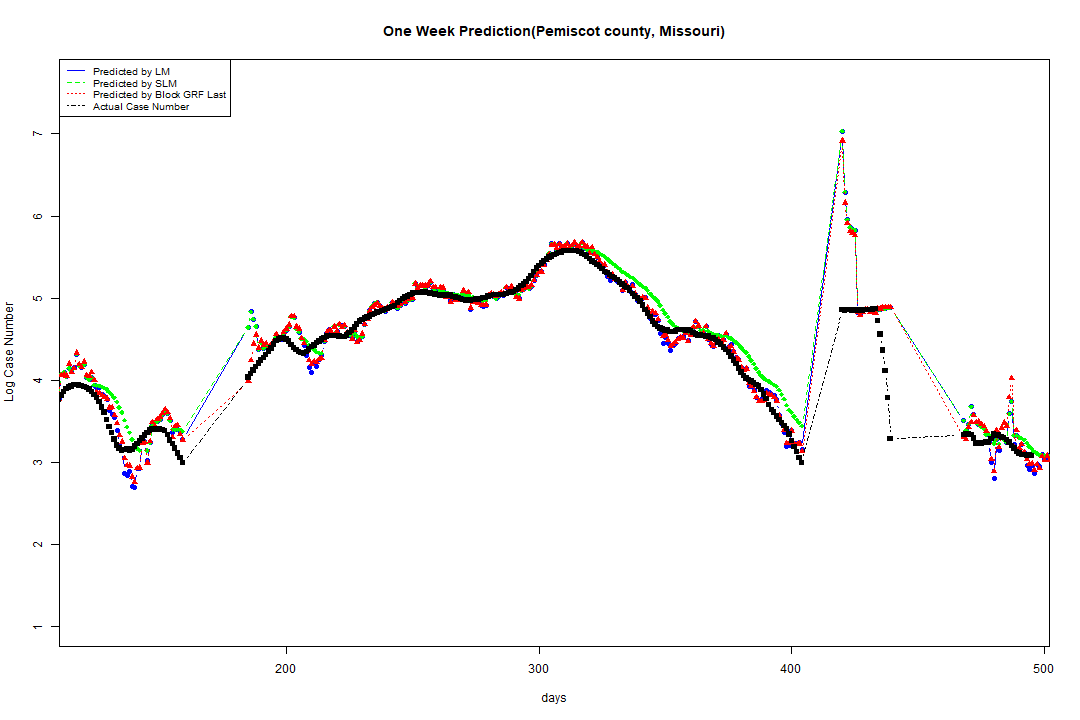 One Week Prediction(Pemiscot county, Missouri)
Predicted by LM
Predicted by SLM
Predicted by Block GRF Last
Actual Case Number
7
6
5
4
3
2
1
Log Case Number
200 300 400 500
days